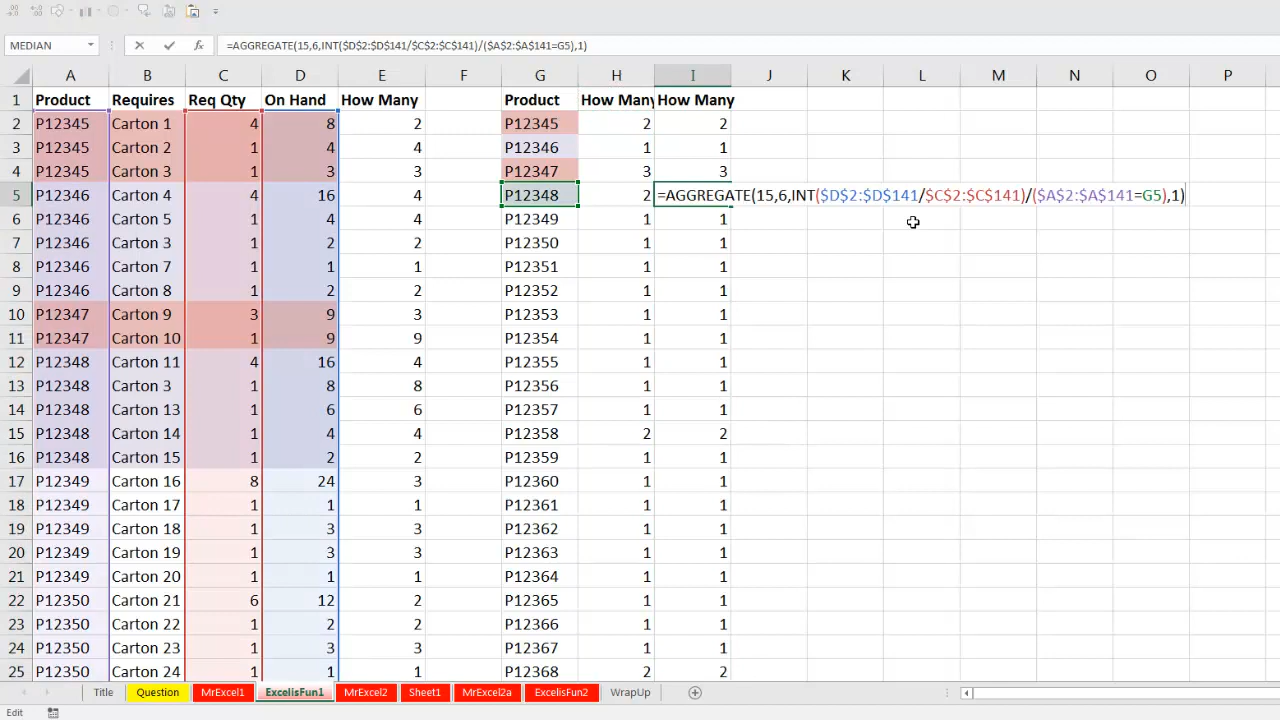 MEDIAN =AGGREGATE(15,6,INT($D$2:$D$141/$C$2:$C$141)/($A$2:$A$141=G5),1)
A B C D E F G H I J K L M N O P
1 Product Requires Req Qty On Hand How Many Product How Many How Many
2 P12345 Carton 1 4 8 2 P12345 2 2
3 P12345 Carton 2 1 4 4 P12346 1 1
4 P12345 Carton 3 1 3 3 P12347 3 3
5 P12346 Carton 4 4 16 4 P12348 2 =AGGREGATE(15,6,INT($D$2:$D$141/$C$2:$C$141)/($A$2:$A$141=G5),1)
6 P12346 Carton 5 1 4 4 P12349 1 1
7 P12346 Carton 3 1 2 2 P12350 1 1
8 P12346 Carton 7 1 1 1 P12351 1 1
9 P12346 Carton 8 1 2 2 P12352 1 1
10 P12347 Carton 9 3 9 3 P12353 1 1
11 P12347 Carton 10 1 9 9 P12354 1 1
12 P12348 Carton 11 4 16 4 P12355 1 1
13 P12348 Carton 3 1 8 8 P12356 1 1
14 P12348 Carton 13 1 6 6 P12357 1 1
15 P12348 Carton 14 1 4 4 P12358 2 2
16 P12348 Carton 15 1 2 2 P12359 1 1
17 P12349 Carton 16 8 24 3 P12360 1 1
18 P12349 Carton 17 1 1 1 P12361 1 1
19 P12349 Carton 18 1 3 3 P12362 1 1
20 P12349 Carton 19 1 3 3 P12363 1 1
21 P12349 Carton 20 1 1 1 P12364 1 1
22 P12350 Carton 21 6 12 2 P12365 1 1
23 P12350 Carton 22 1 2 2 P12366 1 1
24 P12350 Carton 23 1 3 3 P12367 1 1
25 P12350 Carton 24 1 1 1 P12368 2 2
Title Question MrExcel1 ExcelisFun1 MrExcel2 Sheet1 MrExcel2a ExcelisFun2 WrapUp
Edit